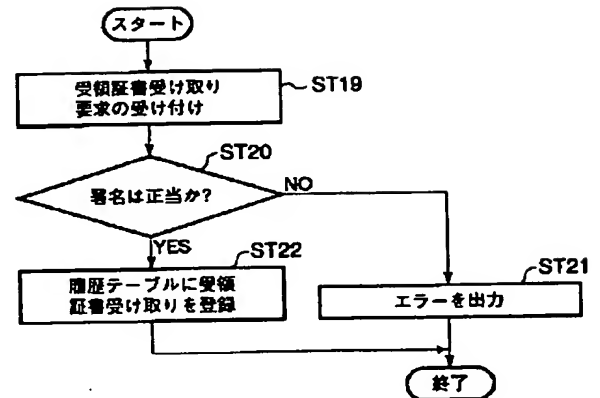 スタート
受領証書受け取り
要求の受け付け
ST19
ST20
署名は正当か?
NO
YES
ST22
履歴テーブルに受領
証書受け取りを登録
ST21
エラーを出力
終了